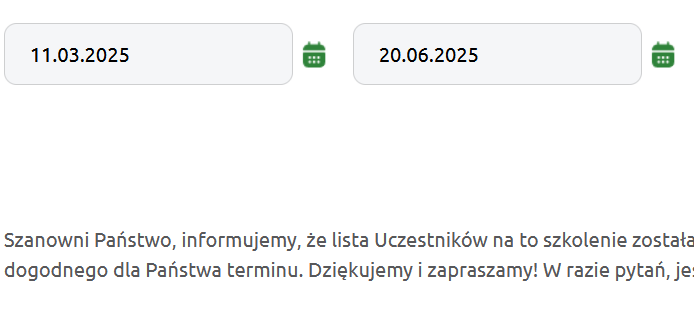 11.03.2025 20.06.2025
Szanowni Państwo, informujemy, że lista Uczestników na to szkolenie została
dogodnego dla Państwa terminu. Dziękujemy i zapraszamy! W razie pytań,